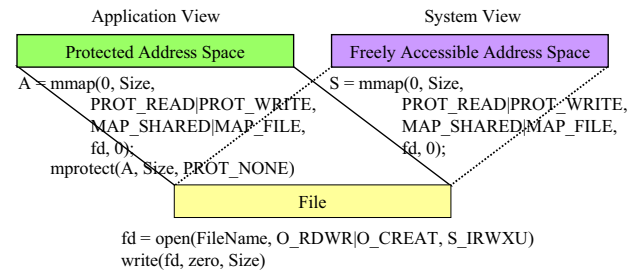 Application View
System View
Protected Address Space
Freely Accessible Address Space
A = mmap(0, Size,
PROT_READ|PROT_WRITE,
MAP_SHARED|MAP_FILE,
fd, 0);
mprotect(A, Size, PROT_NONE)
S = mmap(0, Size,
PROT_READ|PROT_WRITE,
MAP_SHARED|MAP_FILE,
fd, 0);
File
fd = open(FileName, O_RDWR|O_CREAT, S_IRWXU)
write(fd, zero, Size)